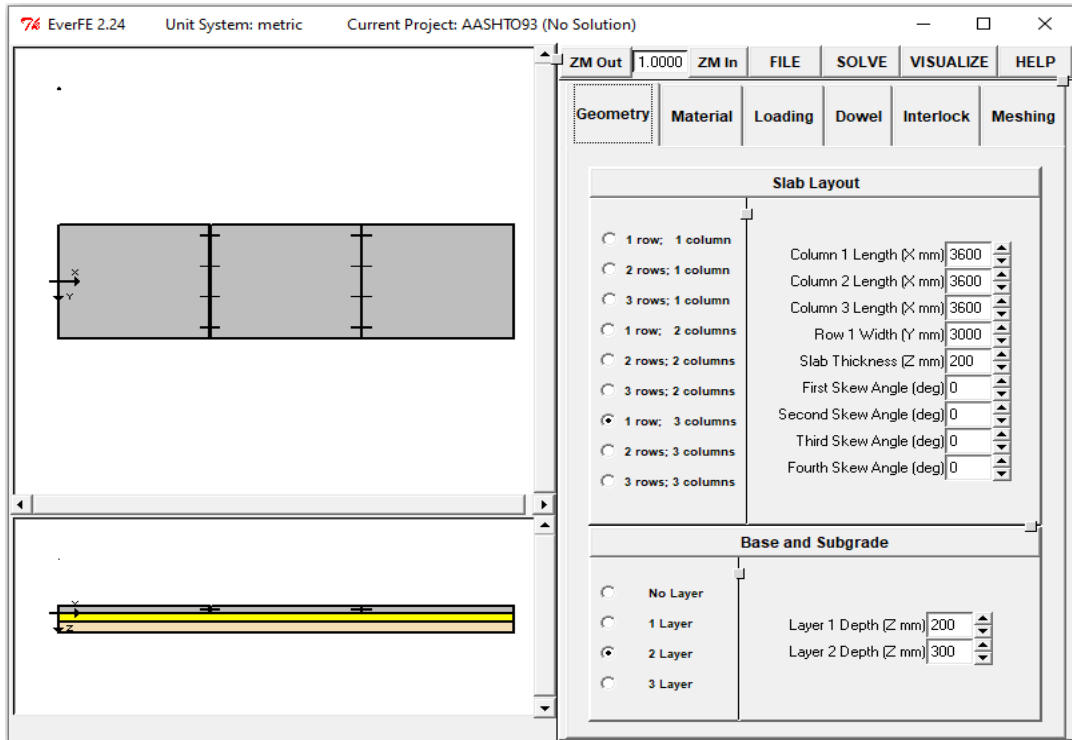 EverFE 2.24 Unit System: metric Current Project: AASHTO93 (No Solution)
ZM Out 1.0000 ZM In FILE SOLVE VISUALIZE HELP
Geometry Material Loading Dowel Interlock Meshing
X
Y
Slab Layout
1 row; 1 column
2 rows; 1 column
3 rows; 1 column
1 row; 2 columns
2 rows; 2 columns
3 rows; 2 columns
1 row; 3 columns
2 rows; 3 columns
3 rows; 3 columns
Column 1 Length (X mm) 3600
Column 2 Length (X mm) 3600
Column 3 Length (X mm) 3600
Row 1 Width (Y mm) 3000
Slab Thickness (Z mm) 200
First Skew Angle (deg) 0
Second Skew Angle (deg) 0
Third Skew Angle (deg) 0
Fourth Skew Angle (deg) 0
X
Z
Base and Subgrade
No Layer
1 Layer
2 Layer
3 Layer
Layer 1 Depth (Z mm) 200
Layer 2 Depth (Z mm) 300